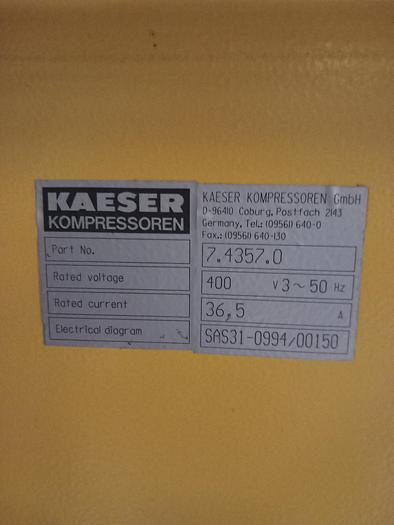 KAESER
KOMPRESSOREN
KAESER KOMPRESSOREN GmbH
D-96410 Coburg, Postfach 2143
Germany, Tel.: (09561) 640-0
Fax.: (09561) 640-130
Part No. 7.4357.0
Rated voltage 400 V 3~50 Hz
Rated current 36,5 A
Electrical diagram SAS31-0994/00150